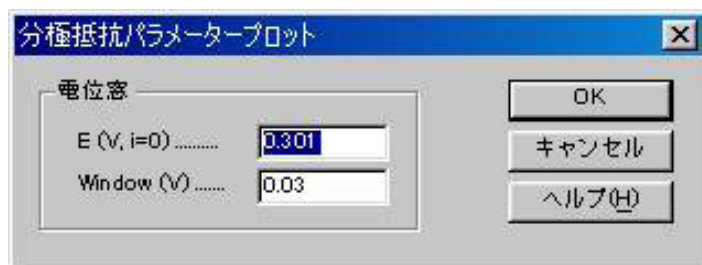 分極抵抗パラメータープロット
電位窓
E (V, i=0) ......... 0.301
Window (V) ...... 0.03
OK
キャンセル
ヘルプ(H)